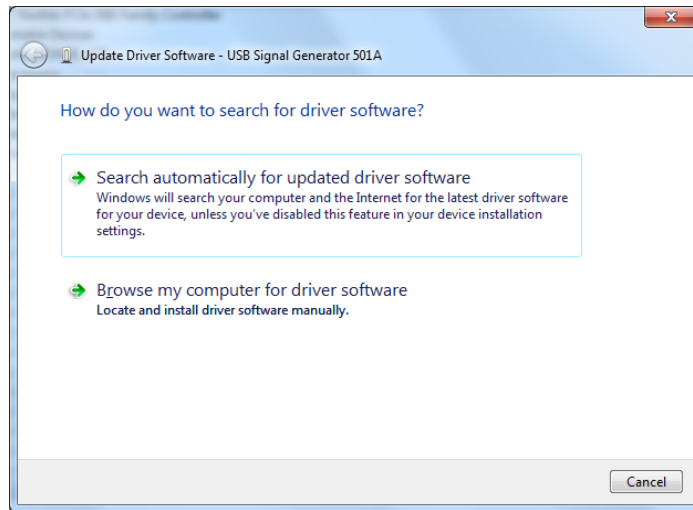 Family Controller
Update Driver Software - USB Signal Generator 501A
How do you want to search for driver software?
Search automatically for updated driver software
Windows will search your computer and the Internet for the latest driver software
for your device, unless you've disabled this feature in your device installation
settings.
Browse my computer for driver software
Locate and install driver software manually.
Cancel